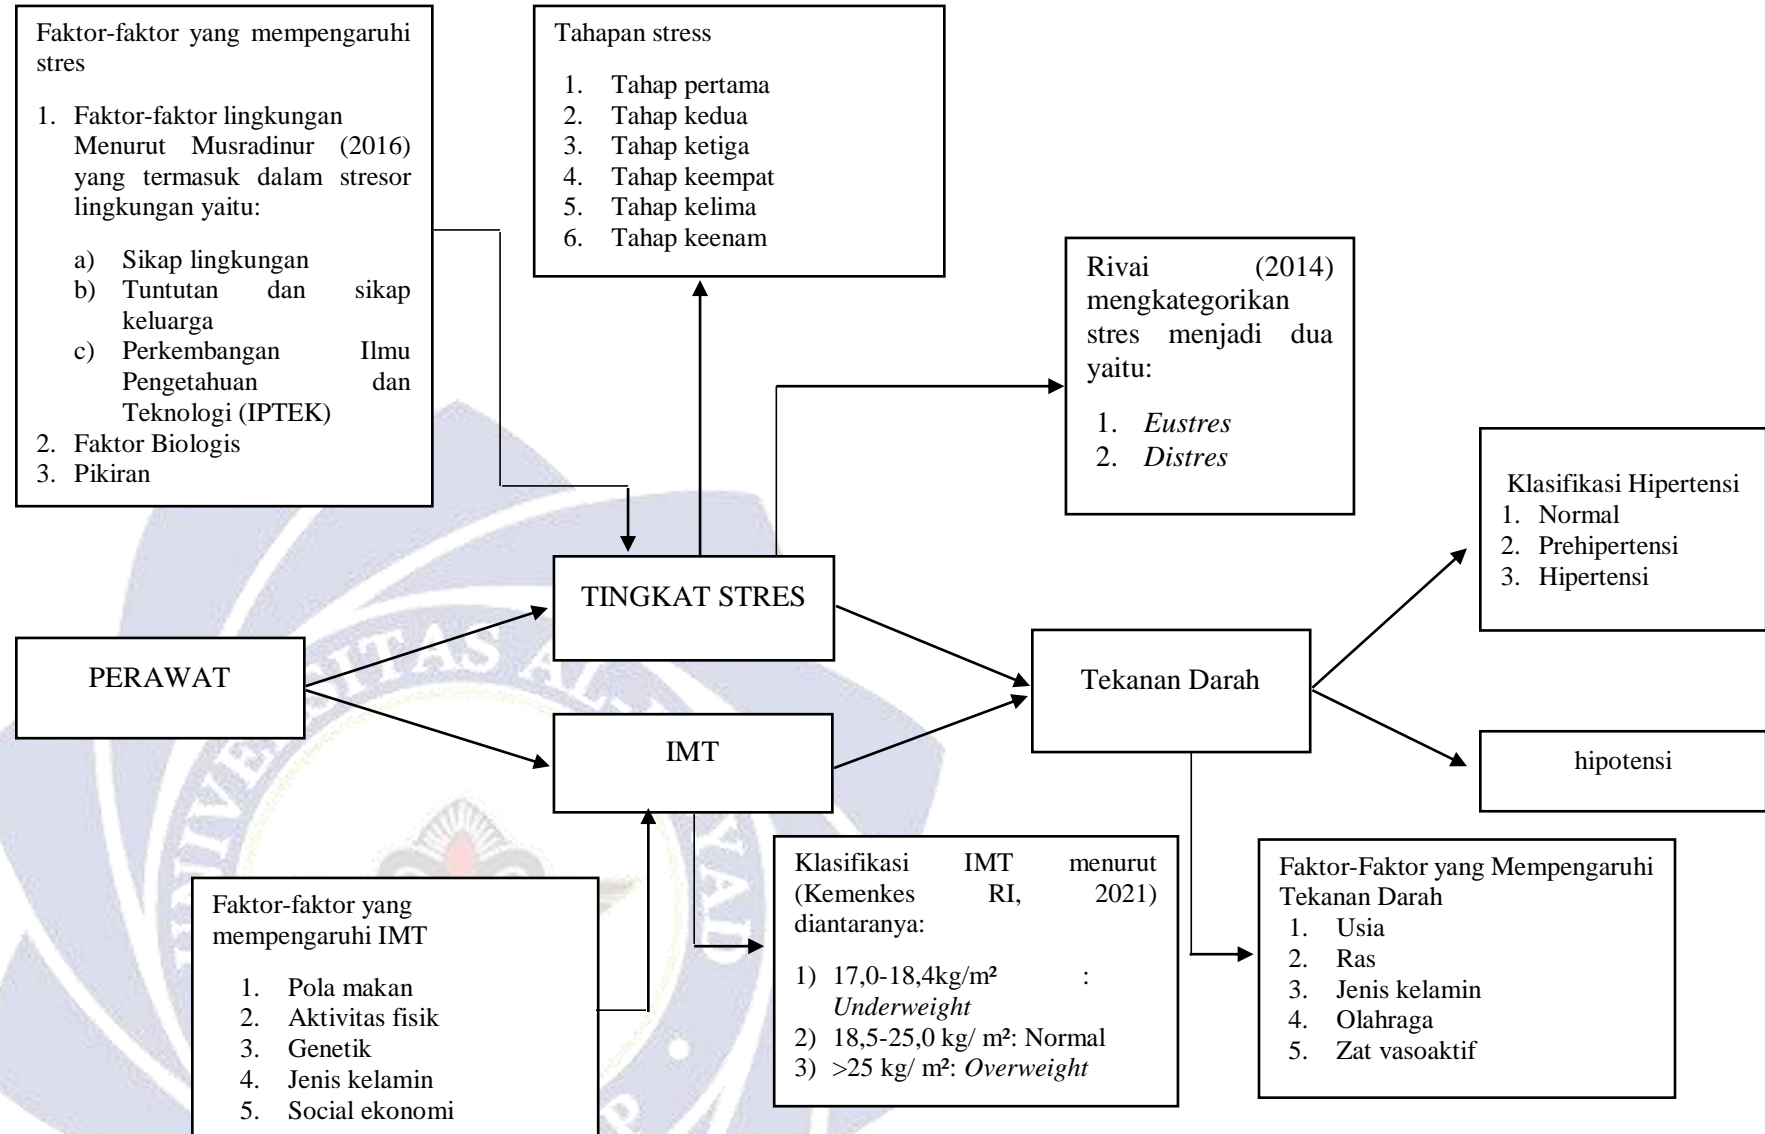 Faktor-faktor yang mempengaruhi
stres
1. Faktor-faktor lingkungan
Menurut Musradinur (2016)
yang termasuk dalam stresor
lingkungan yaitu:
a) Sikap lingkungan
b) Tuntutan dan sikap
keluarga
c) Perkembangan Ilmu
Pengetahuan dan
Teknologi (IPTEK)
2. Faktor Biologis
3. Pikiran
Tahapan stress
1. Tahap pertama
2. Tahap kedua
3. Tahap ketiga
4. Tahap keempat
5. Tahap kelima
6. Tahap keenam
Rivai (2014)
mengkategorikan
stres menjadi dua
yaitu:
1. Eustres
2. Distres
Klasifikasi Hipertensi
1. Normal
2. Prehipertensi
3. Hipertensi
TINGKAT STRES
PERAWAT
Tekanan Darah
IMT
hipotensi
Faktor-faktor yang
mempengaruhi IMT
1. Pola makan
2. Aktivitas fisik
3. Genetik
4. Jenis kelamin
5. Social ekonomi
Klasifikasi IMT menurut
(Kemenkes RI, 2021)
diantaranya:
1) 17,0-18,4kg/m² :
Underweight
2) 18,5-25,0 kg/ m²: Normal
3) >25 kg/ m²: Overweight
Faktor-Faktor yang Mempengaruhi
Tekanan Darah
1. Usia
2. Ras
3. Jenis kelamin
4. Olahraga
5. Zat vasoaktif